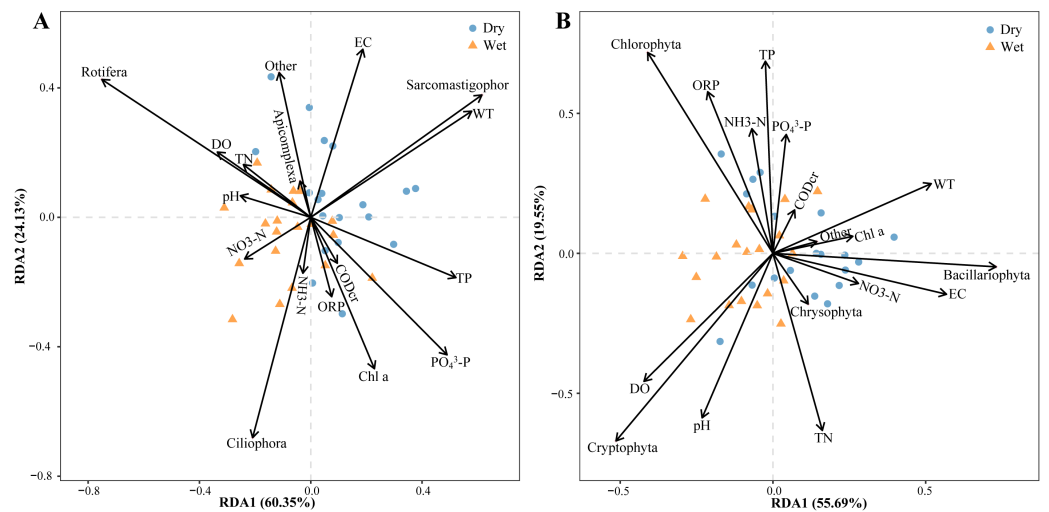 A
Dry
Wet
EC
Other
Rotifera
Sarcomastigophor
WT
Apicomplexa
DO
TN
pH
NO3-N
NH3-N
CODcr
ORP
TP
PO₄³-P
Chl a
Ciliophora
0.4
0.0
−0.4
−0.8
RDA2 (24.13%)
−0.8
−0.4
0.0
0.4
RDA1 (60.35%)
B
Dry
Wet
Chlorophyta
TP
ORP
NH3-N
PO₄³-P
CODcr
WT
Other
Chl a
Bacillariophyta
EC
NO3-N
Chrysophyta
DO
pH
TN
Cryptophyta
0.5
0.0
−0.5
RDA2 (19.55%)
−0.5
0.0
0.5
RDA1 (55.69%)